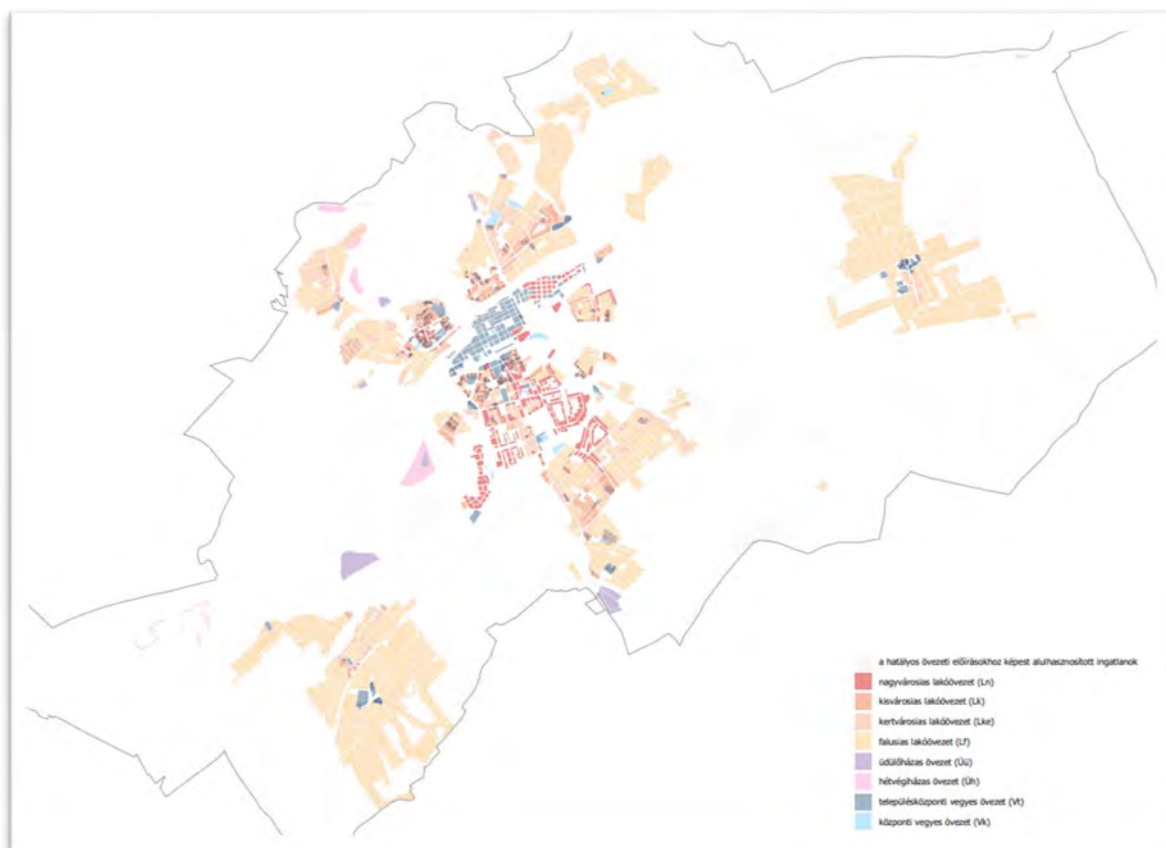 a hatályos övezeti előírásokhoz képest alulhasznosított ingatlanok
nagyvárosias lakóövezet (Ln)
kisvárosias lakóövezet (Lk)
kertvárosias lakóövezet (Lke)
falusias lakóövezet (Lf)
üdülőházas övezet (Üü)
hétvégiházas övezet (Üh)
településközponti vegyes övezet (Vt)
központi vegyes övezet (Vk)